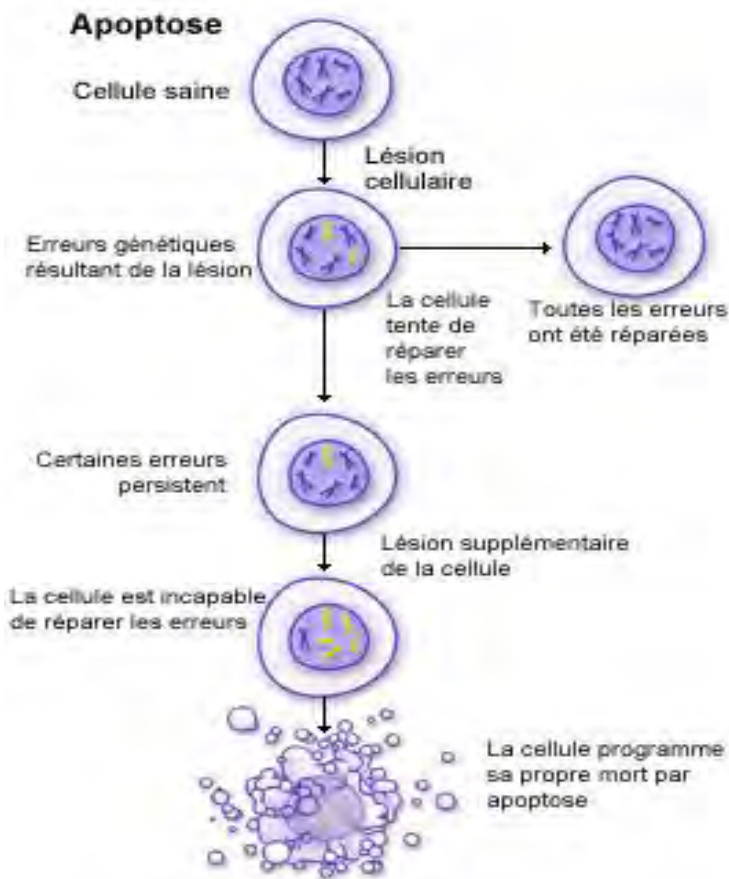 Apoptose
Cellule saine
Lésion
cellulaire
Erreurs génétiques
résultant de la lésion
La cellule
tente de
réparer
les erreurs
Toutes les erreurs
ont été réparées
Certaines erreurs
persistent
Lésion supplémentaire
de la cellule
La cellule est incapable
de réparer les erreurs
La cellule programme
sa propre mort par
apoptose